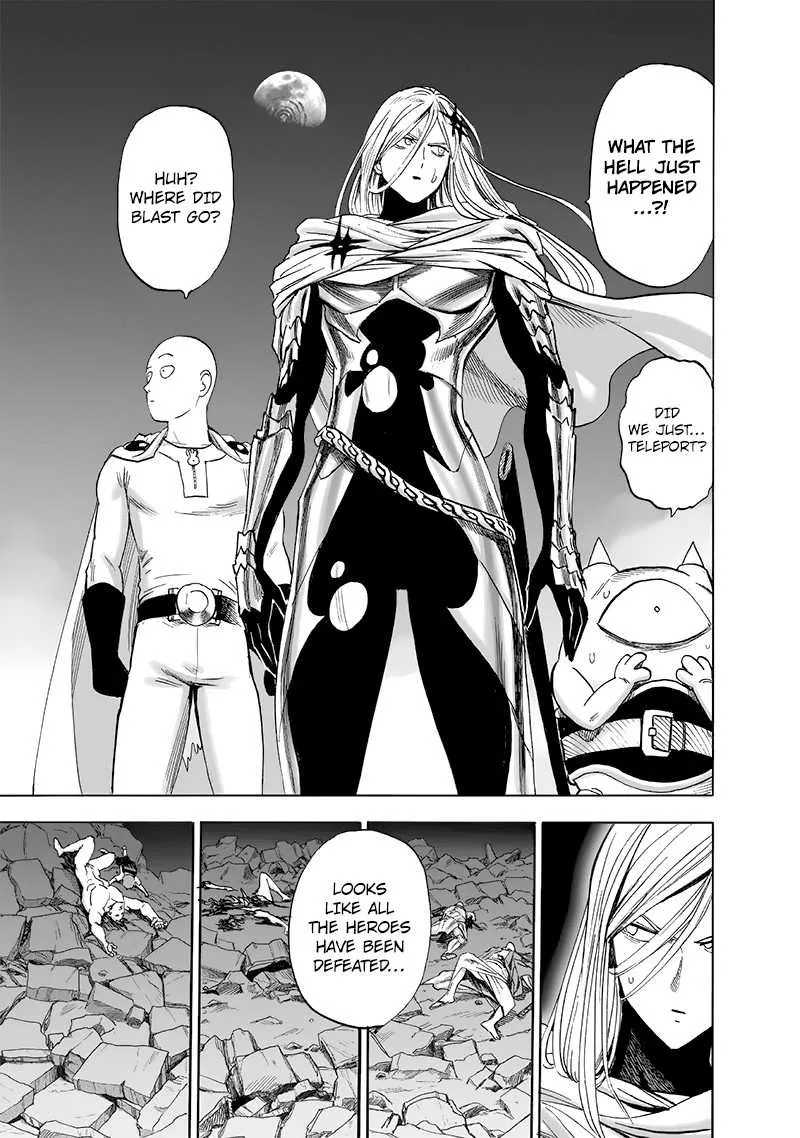 WHAT THE
HELL JUST
HAPPENED
...?!
HUH?
WHERE DID
BLAST GO?
DID
WE JUST...
TELEPORT?
LOOKS
LIKE ALL
THE HEROES
HAVE BEEN
DEFEATED...